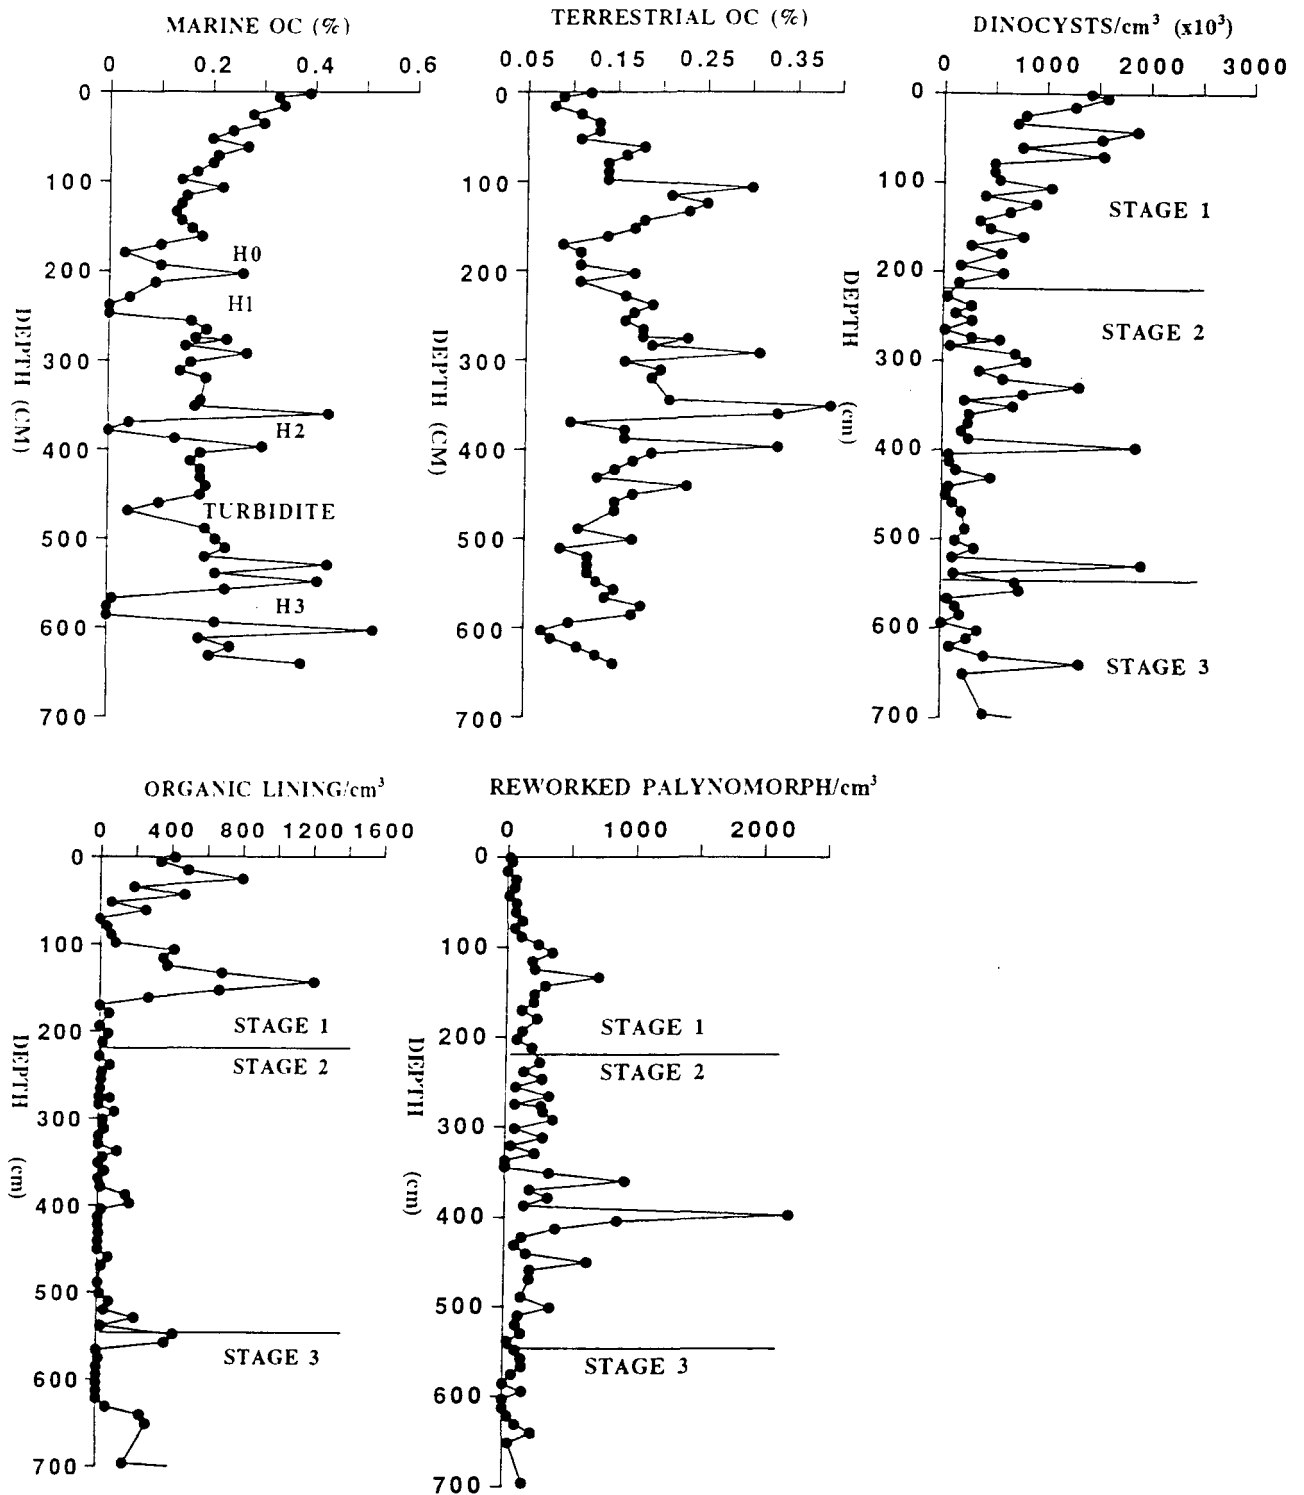 MARINE OC (%)
0 0.2 0.4 0.6
0
100
200
300
400
500
600
700
DEPTH (CM)
H0
H1
H2
TURBIDITE
H3
TERRESTRIAL OC (%)
0.05 0.15 0.25 0.35
0
100
200
300
400
500
600
700
DEPTH (CM)
DINOCYSTS/cm³ (x10³)
0 1000 2000 3000
0
100
200
300
400
500
600
700
DEPTH (cm)
STAGE 1
STAGE 2
STAGE 3
ORGANIC LINING/cm³
0 400 800 1200 1600
0
100
200
300
400
500
600
700
DEPTH (cm)
STAGE 1
STAGE 2
STAGE 3
REWORKED PALYNOMORPH/cm³
0 1000 2000
0
100
200
300
400
500
600
700
DEPTH (cm)
STAGE 1
STAGE 2
STAGE 3